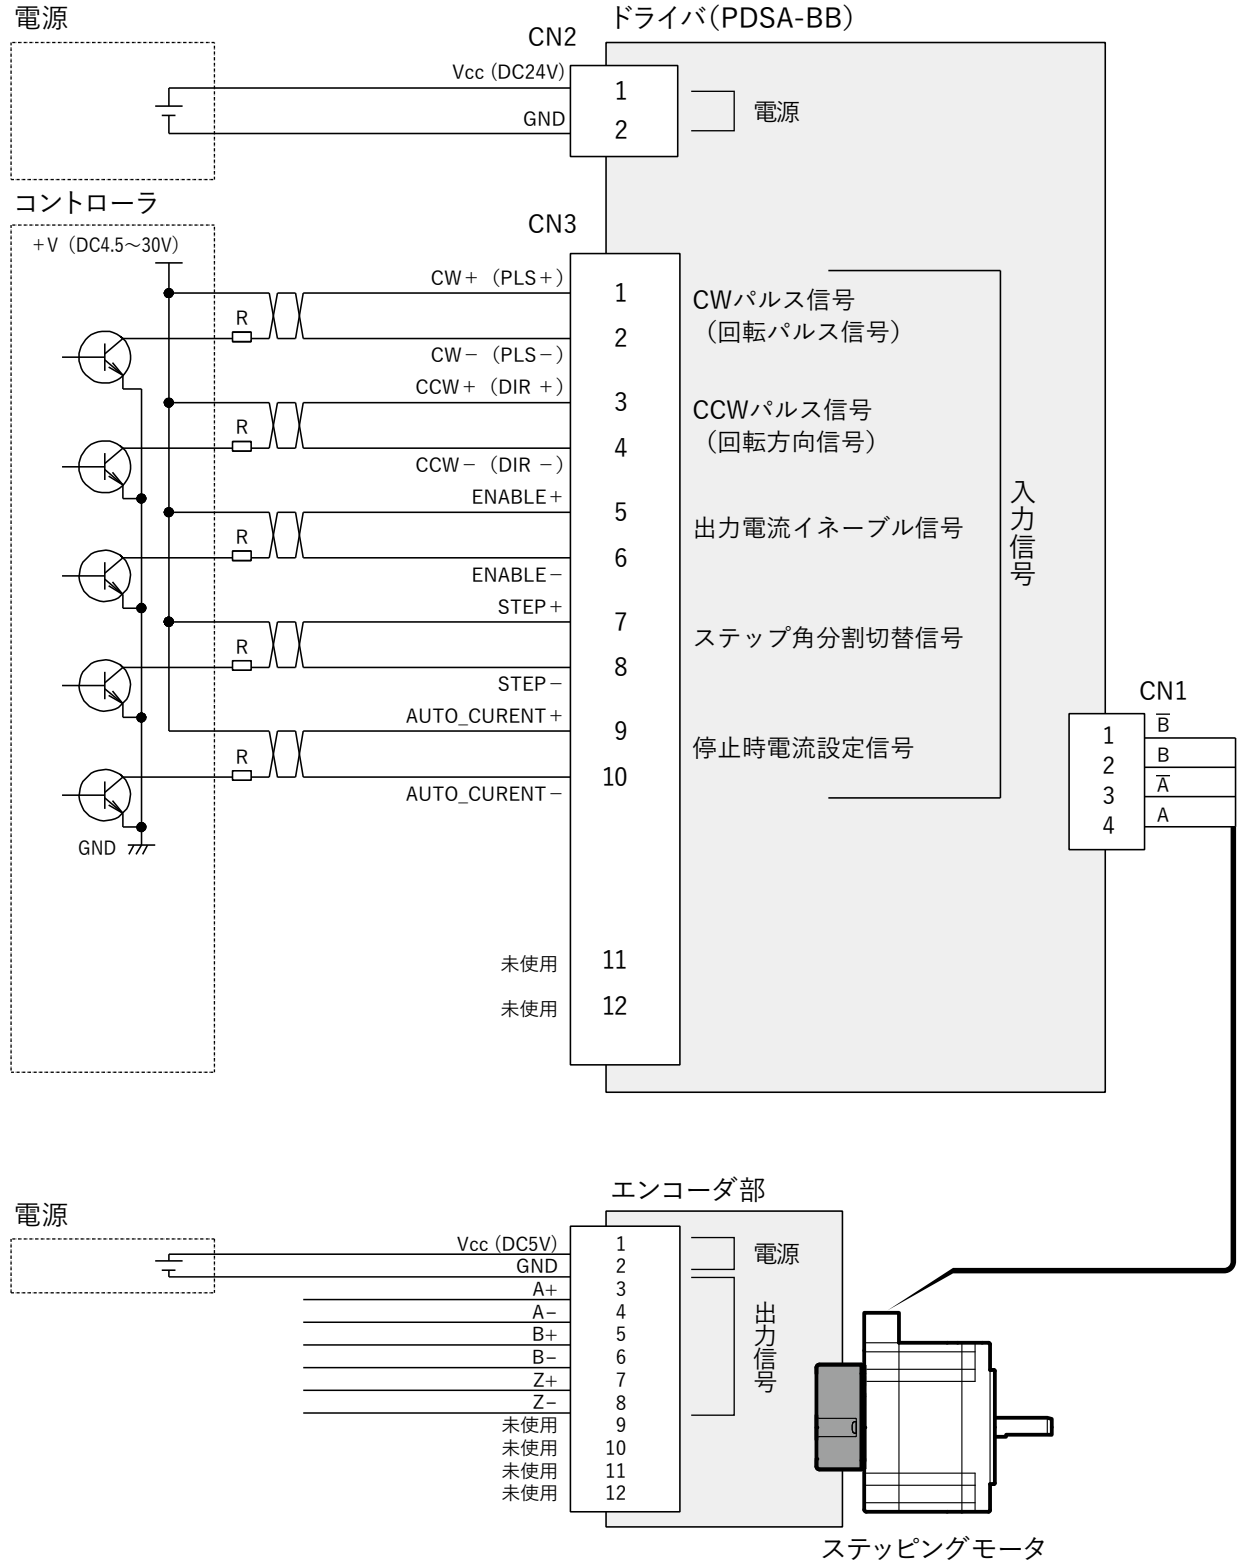 電源
ドライバ(PDSA-BB)
CN2
Vcc (DC24V)
1
GND
2
電源
コントローラ
CN3
+V (DC4.5～30V)
CW+ (PLS+)
1
R
2
CW− (PLS−)
CWパルス信号
(回転パルス信号)
CCW+ (DIR +)
3
R
4
CCW− (DIR −)
CCWパルス信号
(回転方向信号)
ENABLE+
5
R
6
ENABLE−
出力電流イネーブル信号
STEP+
7
R
8
STEP−
ステップ角分割切替信号
AUTO_CURENT+
9
R
10
AUTO_CURENT−
停止時電流設定信号
入力信号
GND
未使用
11
未使用
12
CN1
1
B̅
2
B
3
A̅
4
A
エンコーダ部
電源
Vcc (DC5V)
1
GND
2
電源
A+
3
A−
4
B+
5
B−
6
Z+
7
Z−
8
出力信号
未使用
9
未使用
10
未使用
11
未使用
12
ステッピングモータ